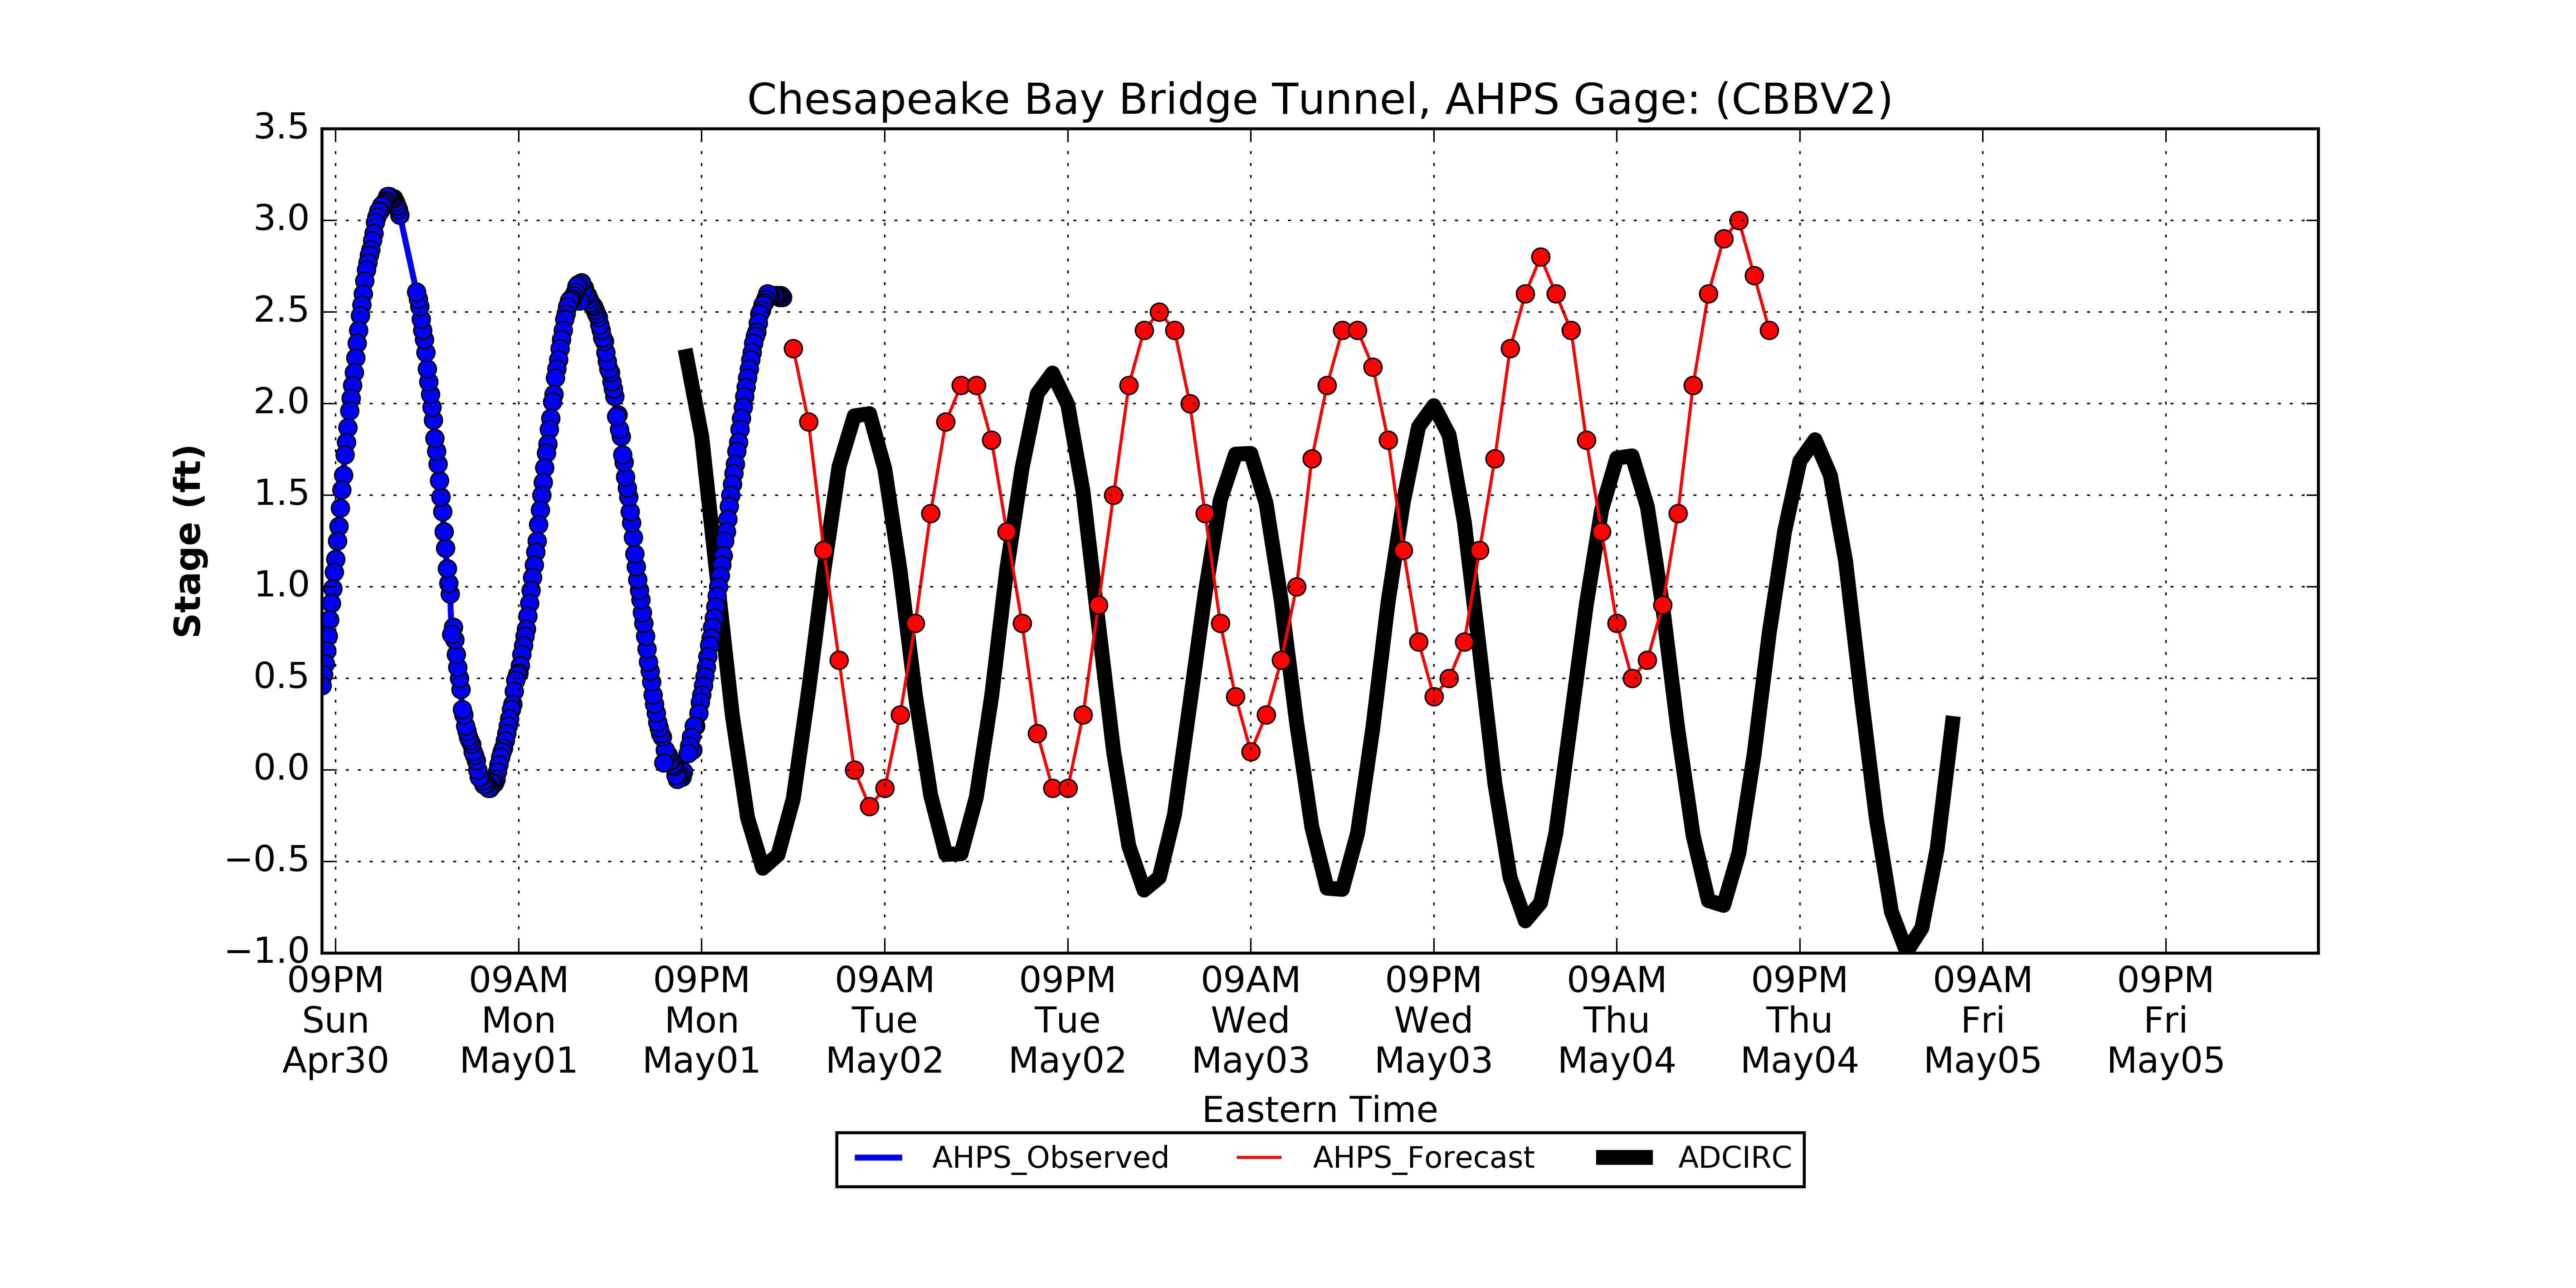 Chesapeake Bay Bridge Tunnel, AHPS Gage: (CBBV2)
3.5
3.0
2.5
2.0
1.5
1.0
0.5
0.0
−0.5
−1.0
Stage (ft)
09PM 09AM 09PM 09AM 09PM 09AM 09PM 09AM 09PM 09AM 09PM
Sun Mon Mon Tue Tue Wed Wed Thu Thu Fri Fri
Apr30 May01 May01 May02 May02 May03 May03 May04 May04 May05 May05
Eastern Time
AHPS_Observed AHPS_Forecast ADCIRC